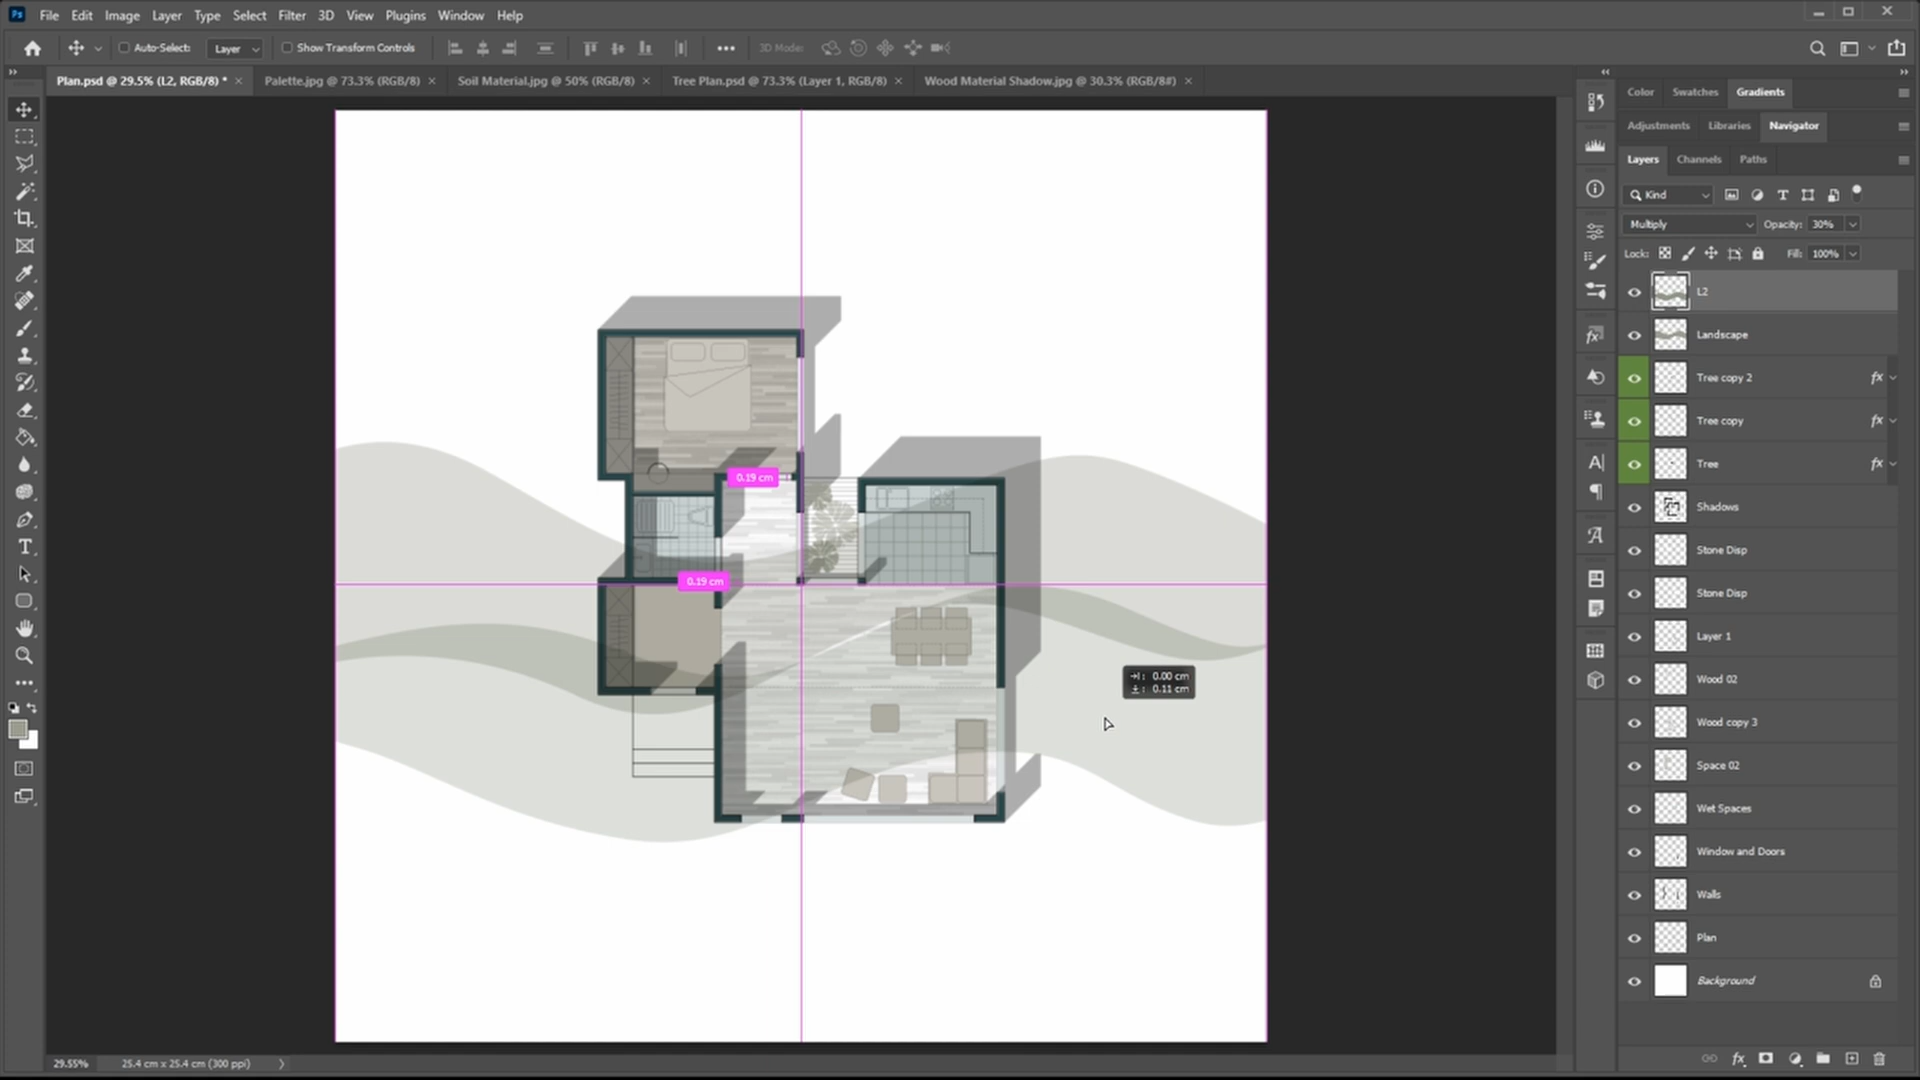 Ps File Edit Image Layer Type Select Filter 3D View Plugins Window Help
Auto-Select: Layer Show Transform Controls 3D Mode:
Plan.psd @ 29.5% (L2, RGB/8) * Palette.jpg @ 73.3% (RGB/8) Soil Material.jpg @ 50% (RGB/8) Tree Plan.psd @ 73.3% (Layer 1, RGB/8) Wood Material Shadow.jpg @ 30.3% (RGB/8#)
Color Swatches Gradients
Adjustments Libraries Navigator
Layers Channels Paths
Kind
Multiply Opacity: 30%
Lock: Fill: 100%
L2
Landscape
Tree copy 2 fx
Tree copy fx
Tree fx
Shadows
Stone Disp
Stone Disp
Layer 1
Wood 02
Wood copy 3
Space 02
Wet Spaces
Window and Doors
Walls
Plan
Background
0.19 cm
0.19 cm
0.00 cm
0.11 cm
29.55% 25.4 cm x 25.4 cm (300 ppi)